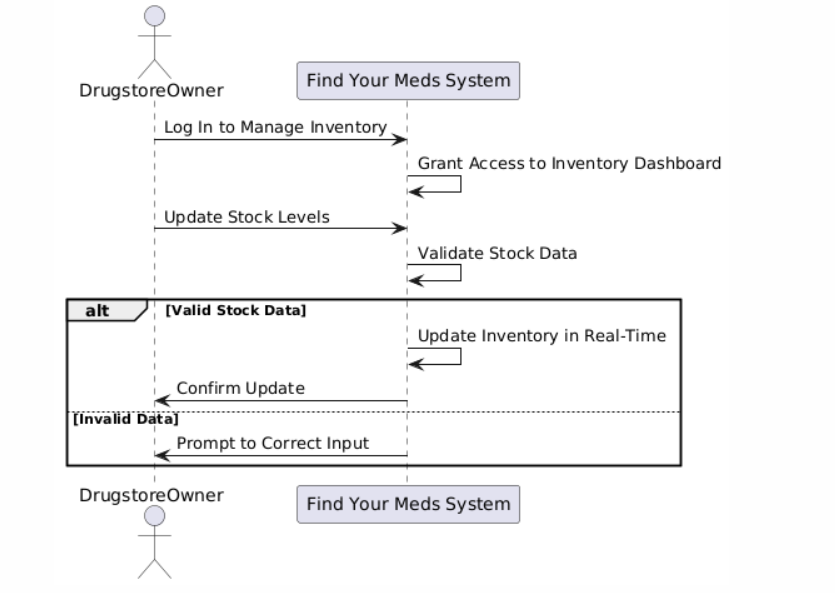 DrugstoreOwner
Find Your Meds System
Log In to Manage Inventory
Grant Access to Inventory Dashboard
Update Stock Levels
Validate Stock Data
alt [Valid Stock Data]
Update Inventory in Real-Time
Confirm Update
[Invalid Data]
Prompt to Correct Input
DrugstoreOwner
Find Your Meds System